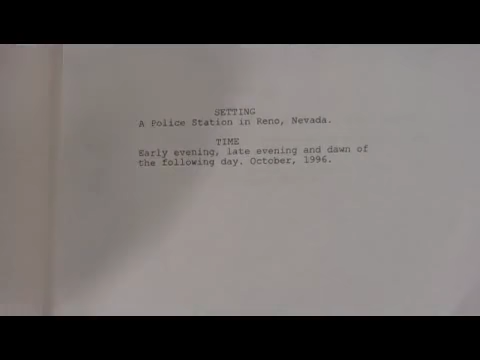 SETTING
A Police Station in Reno, Nevada.
TIME
Early evening, late evening and dawn of
the following day. October, 1996.